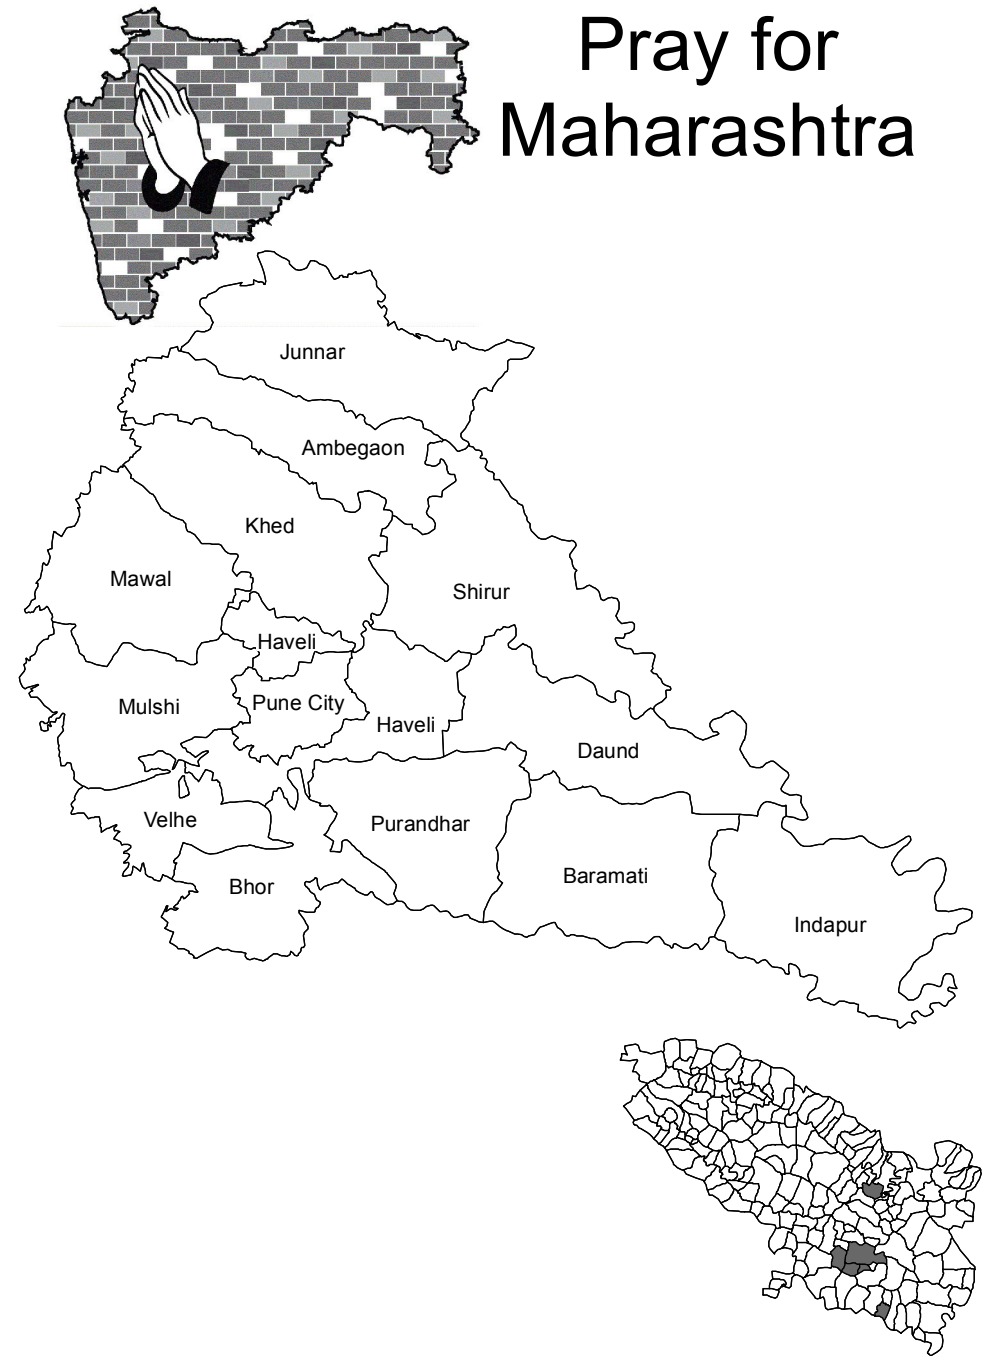 Pray for
Maharashtra
Junnar
Ambegaon
Khed
Mawal
Shirur
Haveli
Mulshi
Pune City
Haveli
Daund
Velhe
Purandhar
Bhor
Baramati
Indapur